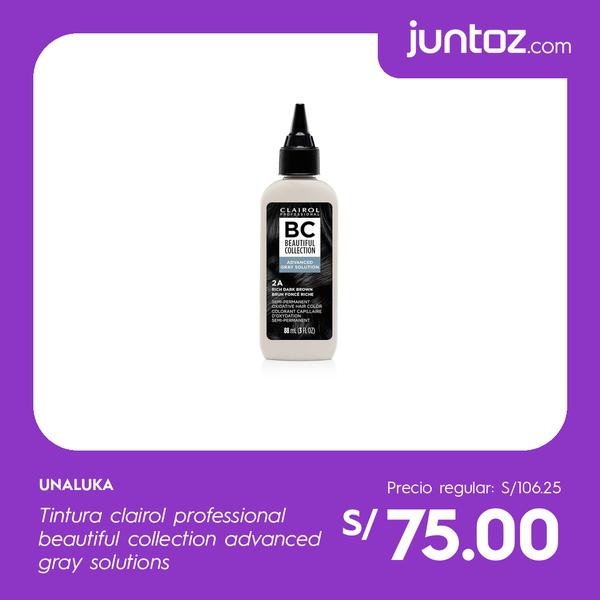 juntoz.com
CLAIROL
PROFESSIONAL
BC
BEAUTIFUL
COLLECTION
ADVANCED
GRAY SOLUTION
2A
RICH DARK BROWN
BRUN FONCÉ RICHE
SEMI-PERMANENT
OXIDATIVE HAIR COLOR
COLORANT CAPILLAIRE
D'OXYDATION
SEMI-PERMANENT
88 mL (3 FL OZ)
UNALUKA
Tintura clairol professional
beautiful collection advanced
gray solutions
Precio regular: S/106.25
S/ 75.00